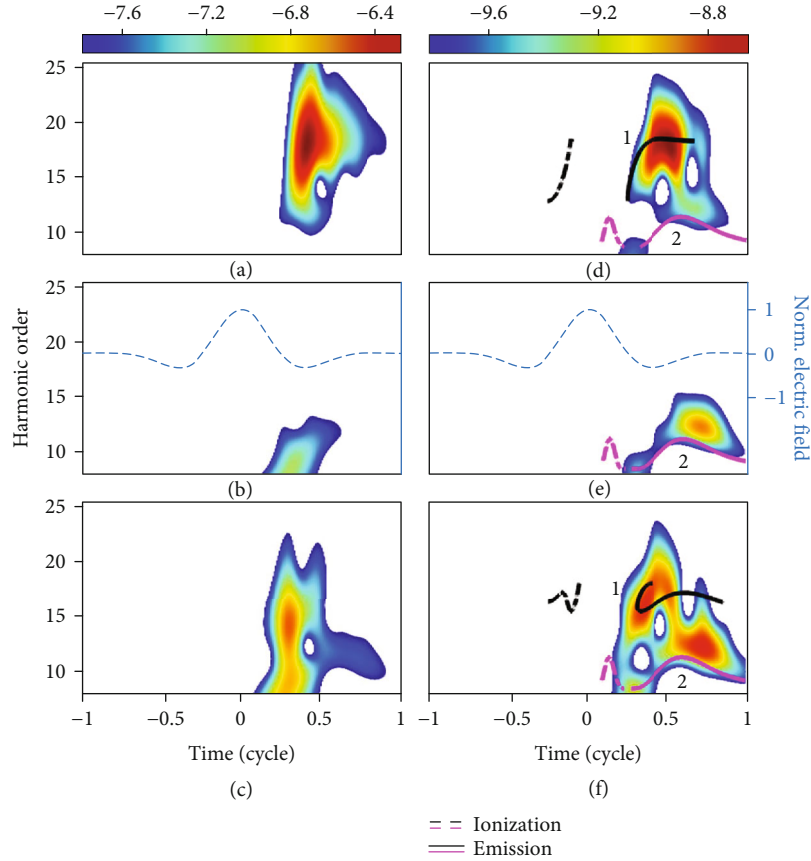 −7.6 −7.2 −6.8 −6.4 −9.6 −9.2 −8.8
25
20
15
10
1
2
(a) (d)
Harmonic order
25
20
15
10
2
1
0
−1
Norm. electric field
(b) (e)
25
20
15
10
1
2
−1 −0.5 0 0.5 1 −1 −0.5 0 0.5 1
Time (cycle) Time (cycle)
(c) (f)
Ionization
Emission